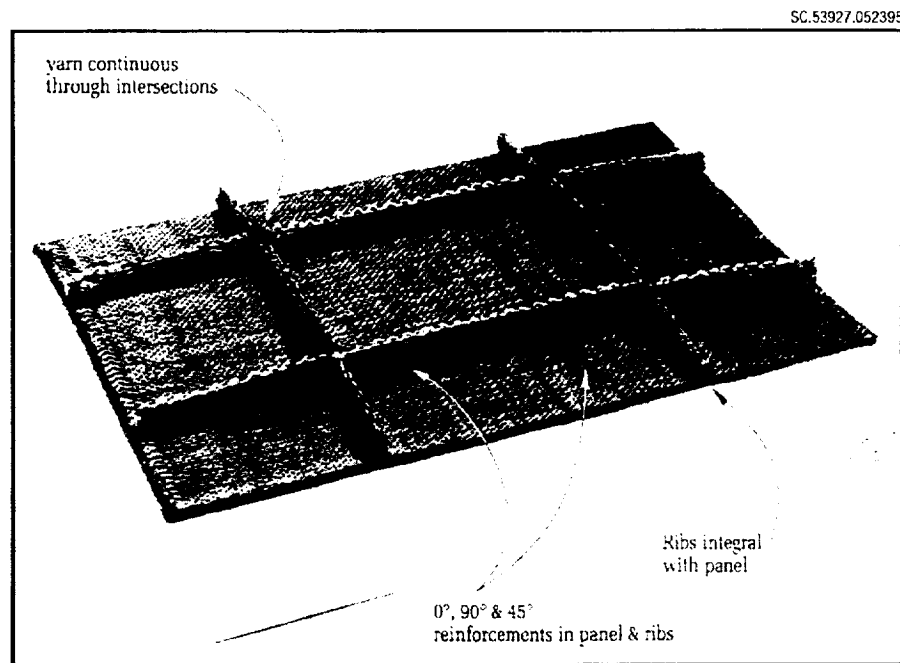 SC.53927.052395
yarn continuous
through intersections
Ribs integral
with panel
0°, 90° & 45°
reinforcements in panel & ribs